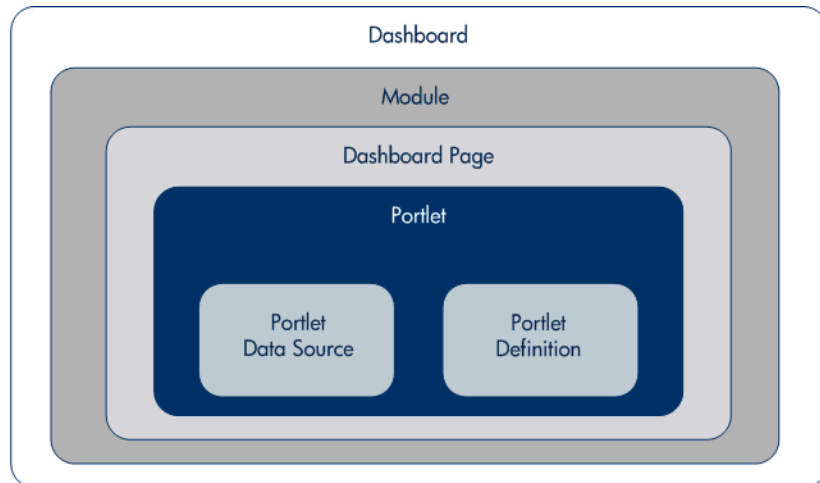 Dashboard
Module
Dashboard Page
Portlet
Portlet
Data Source
Portlet
Definition